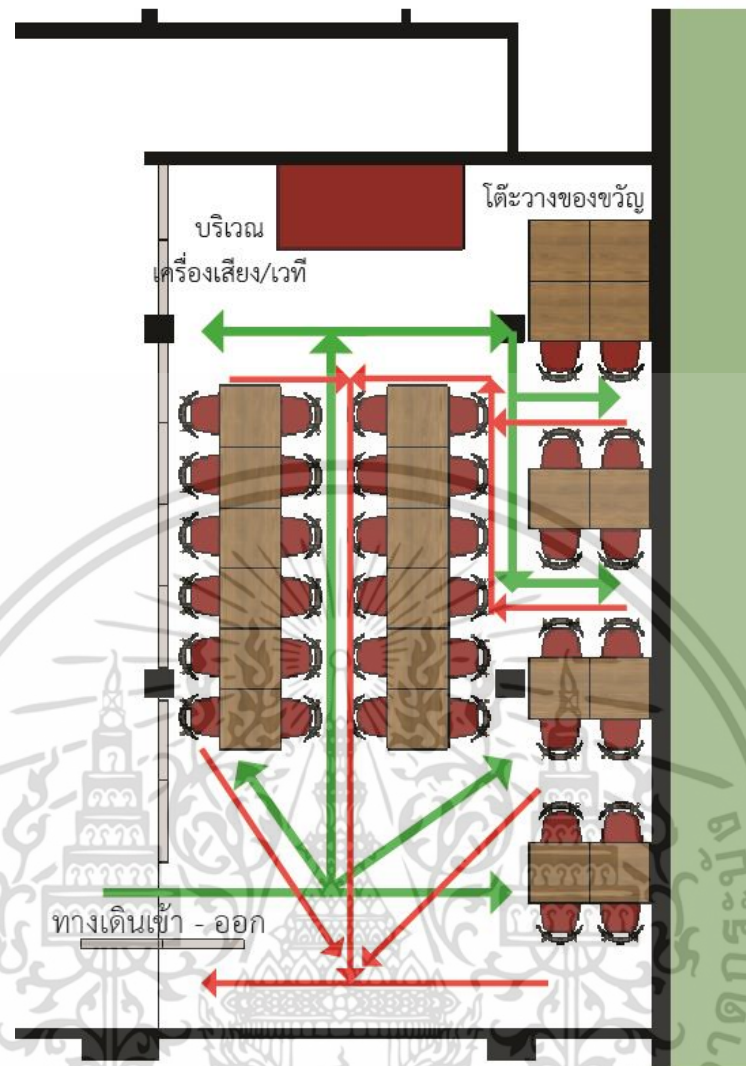 โต๊ะวางของขวัญ
บริเวณ
เครื่องเสียง/เวที
ทางเดินเข้า - ออก